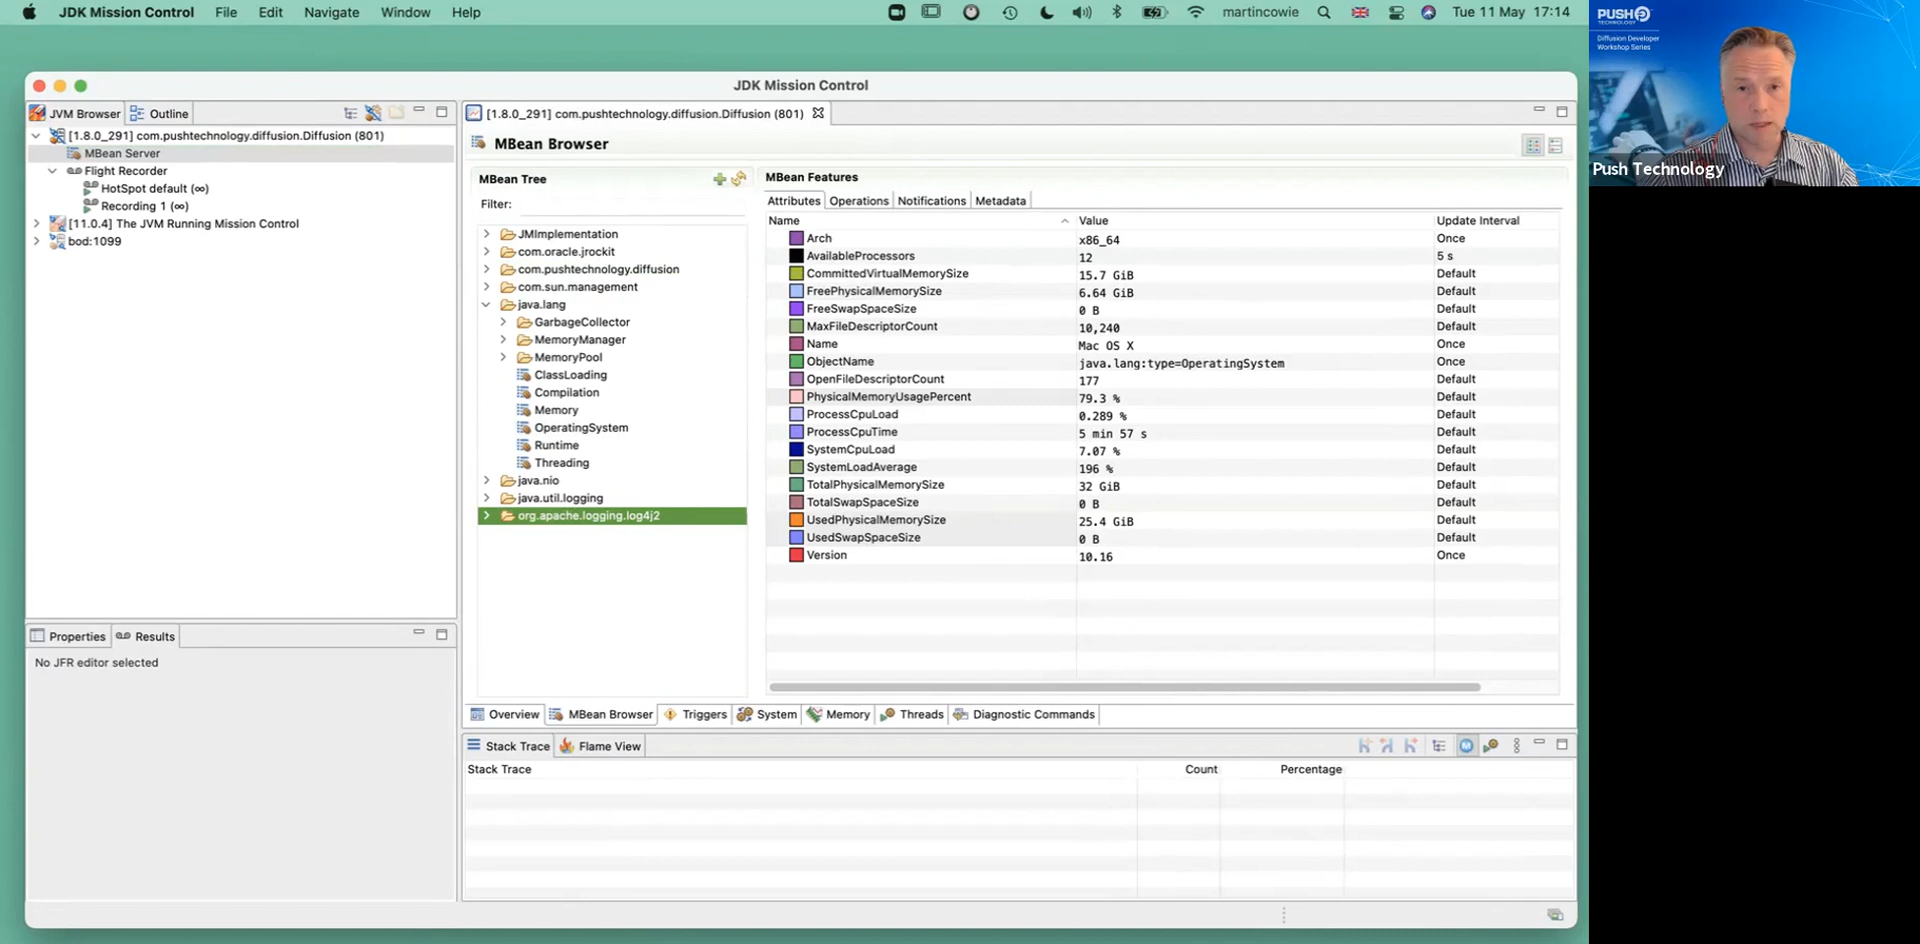 JDK Mission Control File Edit Navigate Window Help martincowie Tue 11 May 17:14
JDK Mission Control
JVM Browser Outline
[1.8.0_291] com.pushtechnology.diffusion.Diffusion (801)
MBean Server
Flight Recorder
HotSpot default (∞)
Recording 1 (∞)
[11.0.4] The JVM Running Mission Control
bod:1099
Properties Results
No JFR editor selected
[1.8.0_291] com.pushtechnology.diffusion.Diffusion (801)
MBean Browser
MBean Tree
Filter:
JMImplementation
com.oracle.jrockit
com.pushtechnology.diffusion
com.sun.management
java.lang
GarbageCollector
MemoryManager
MemoryPool
ClassLoading
Compilation
Memory
OperatingSystem
Runtime
Threading
java.nio
java.util.logging
org.apache.logging.log4j2
MBean Features
Attributes Operations Notifications Metadata
Name Value Update Interval
Arch x86_64 Once
AvailableProcessors 12 5 s
CommittedVirtualMemorySize 15.7 GiB Default
FreePhysicalMemorySize 6.64 GiB Default
FreeSwapSpaceSize 0 B Default
MaxFileDescriptorCount 10,240 Default
Name Mac OS X Once
ObjectName java.lang:type=OperatingSystem Once
OpenFileDescriptorCount 177 Default
PhysicalMemoryUsagePercent 79.3 % Default
ProcessCpuLoad 0.289 % Default
ProcessCpuTime 5 min 57 s Default
SystemCpuLoad 7.07 % Default
SystemLoadAverage 196 % Default
TotalPhysicalMemorySize 32 GiB Default
TotalSwapSpaceSize 0 B Default
UsedPhysicalMemorySize 25.4 GiB Default
UsedSwapSpaceSize 0 B Default
Version 10.16 Once
Overview MBean Browser Triggers System Memory Threads Diagnostic Commands
Stack Trace Flame View
Stack Trace Count Percentage
PUSH
TECHNOLOGY
Diffusion Developer
Workshop Series
Push Technology